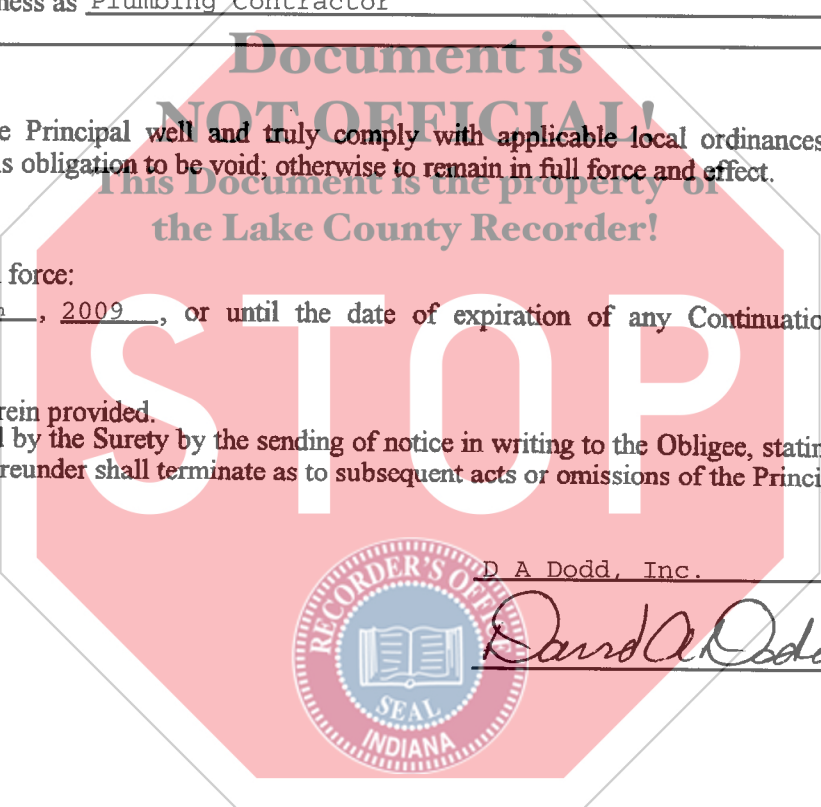 ness as Plumbing Contractor
Document is
NOT OFFICIAL!
e Principal well and truly comply with applicable local ordinances
s obligation to be void; otherwise to remain in full force and effect.
This Document is the property of
the Lake County Recorder!
force:
, 2009, or until the date of expiration of any Continuatio
STOP
rein provided.
by the Surety by the sending of notice in writing to the Obligee, statin
reunder shall terminate as to subsequent acts or omissions of the Princi
D A Dodd, Inc.
David A Dodd
RECORDER'S OFFICE
SEAL
INDIANA